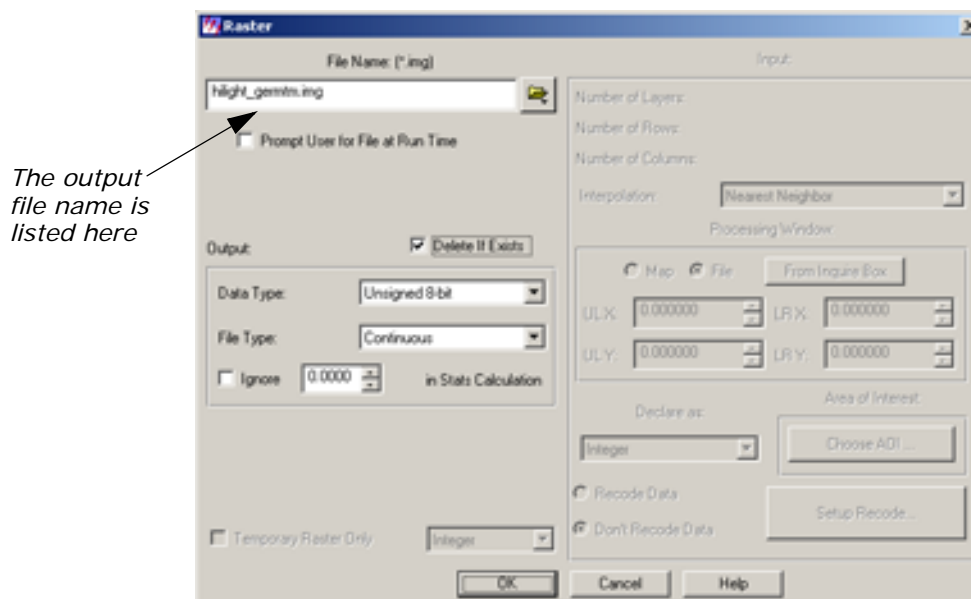 Raster
File Name: (*.img)
hilight_germtm.img
Prompt User for File at Run Time
The output
file name is
listed here
Output:
Delete If Exists
Data Type:
Unsigned 8-bit
File Type:
Continuous
Ignore
0.0000
in Stats Calculation
Temporary Raster Only
Integer
Input:
Number of Layers:
Number of Rows:
Number of Columns:
Interpolation:
Nearest Neighbor
Processing Window:
Map
File
From Inquire Box
ULX:
0.000000
LRX:
0.000000
ULY:
0.000000
LRY:
0.000000
Declare as:
Integer
Area of Interest:
Choose AOI ...
Recode Data
Don't Recode Data
Setup Recode...
OK
Cancel
Help